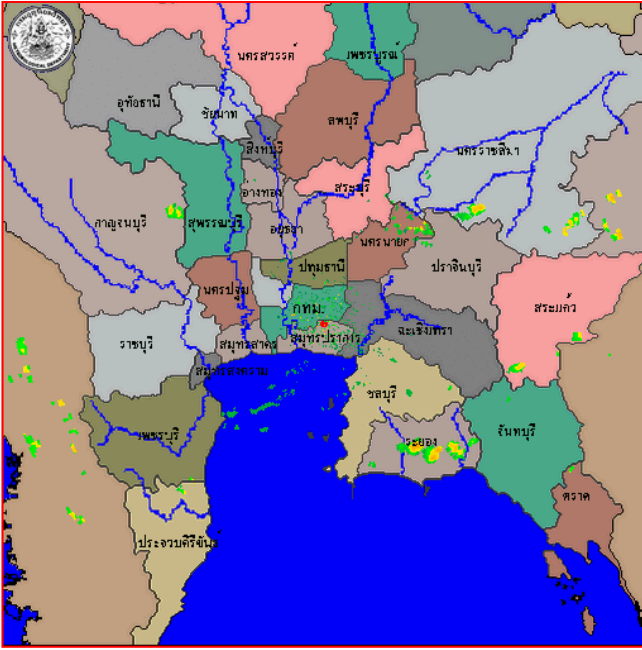 นครสวรรค์
เพชรบูรณ์
อุทัยธานี
ชัยนาท
ลพบุรี
สิงห์บุรี
นครราชสีมา
อ่างทอง
สระบุรี
กาญจนบุรี
สุพรรณบุรี
อยุธยา
นครนายก
ปราจีนบุรี
ปทุมธานี
นครปฐม
กทม.
สระแก้ว
ราชบุรี
สมุทรสาคร
สมุทรปราการ
ฉะเชิงเทรา
สมุทรสงคราม
ชลบุรี
เพชรบุรี
ระยอง
จันทบุรี
ตราด
ประจวบคีรีขันธ์